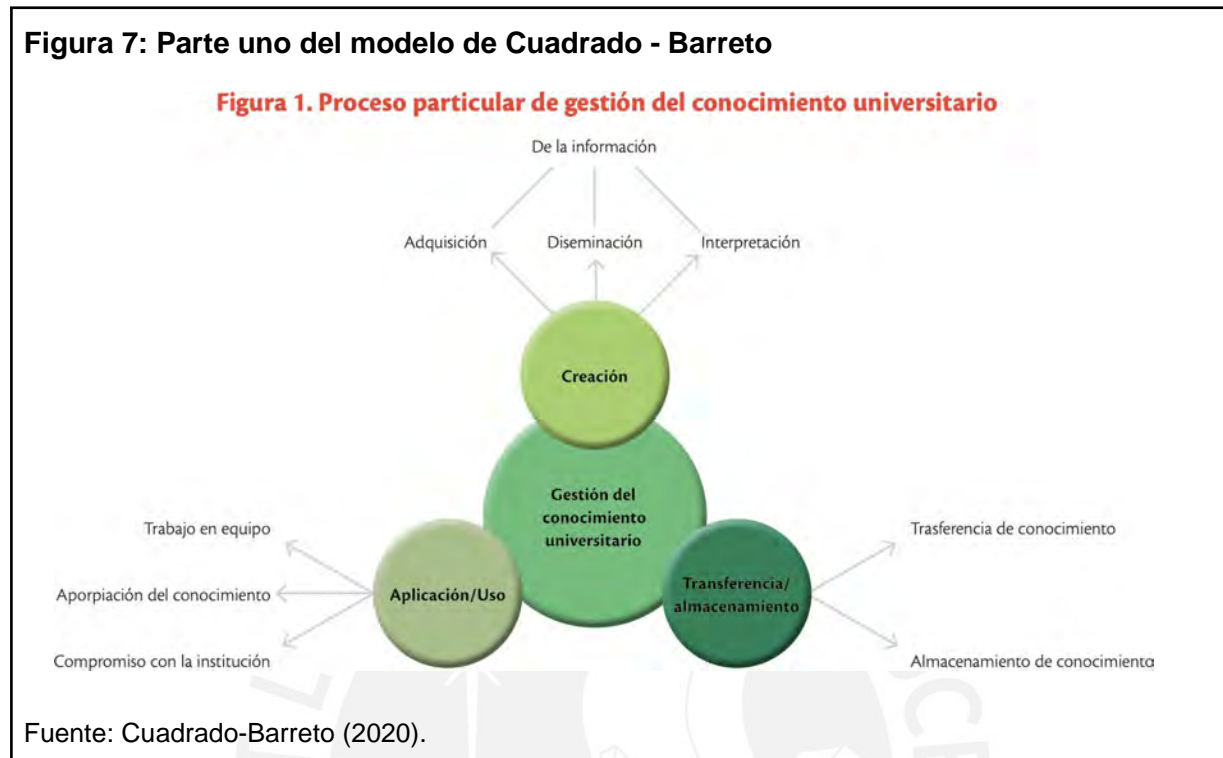 Figura 7: Parte uno del modelo de Cuadrado - Barreto
Figura 1. Proceso particular de gestión del conocimiento universitario
De la información
Adquisición
Diseminación
Interpretación
Creación
Gestión del
conocimiento
universitario
Trabajo en equipo
Aporpiación del conocimiento
Compromiso con la institución
Aplicación/Uso
Transferencia/
almacenamiento
Trasferencia de conocimiento
Almacenamiento de conocimiento
Fuente: Cuadrado-Barreto (2020).